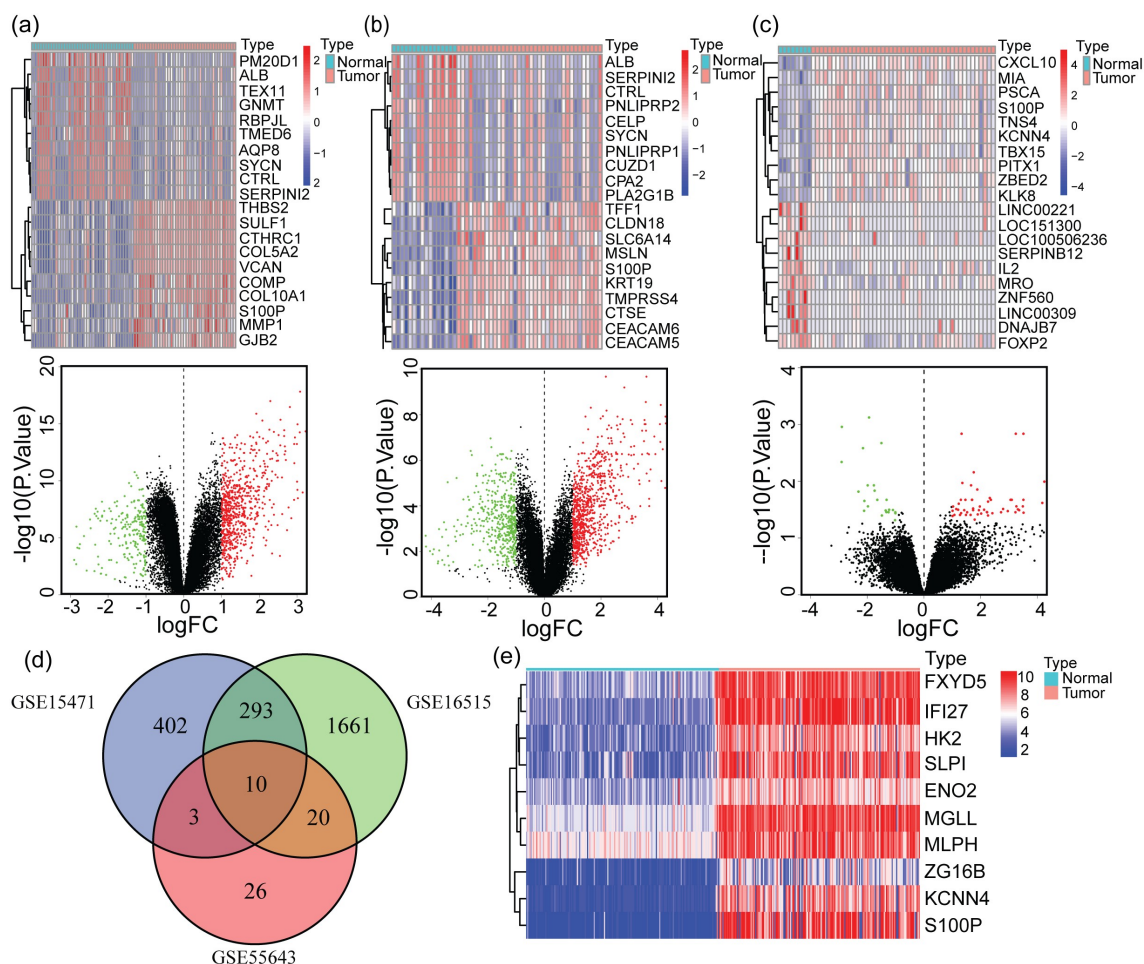 (a)
Type
PM20D1
ALB
TEX11
GNMT
RBPJL
TMED6
AQP8
SYCN
CTRL
SERPINI2
THBS2
SULF1
CTHRC1
COL5A2
VCAN
COMP
COL10A1
S100P
MMP1
GJB2
Type
Normal
Tumor
2
1
0
−1
2
(b)
Type
ALB
SERPINI2
CTRL
PNLIPRP2
CELP
SYCN
PNLIPRP1
CUZD1
CPA2
PLA2G1B
TFF1
CLDN18
SLC6A14
MSLN
S100P
KRT19
TMPRSS4
CTSE
CEACAM6
CEACAM5
Type
Normal
Tumor
2
1
0
−1
−2
(c)
Type
CXCL10
MIA
PSCA
S100P
TNS4
KCNN4
TBX15
PITX1
ZBED2
KLK8
LINC00221
LOC151300
LOC100506236
SERPINB12
IL2
MRO
ZNF560
LINC00309
DNAJB7
FOXP2
Type
Normal
Tumor
4
2
0
−2
−4
-log10(P.Value)
20
15
10
5
0
-3 -2 -1 0 1 2 3
logFC
-log10(P.Value)
10
8
6
4
2
0
-4 -2 0 2 4
logFC
--log10(P.Value)
4
3
2
1
0
-4 -2 0 2 4
logFC
(d)
GSE15471
GSE16515
402
293
1661
10
3
20
26
GSE55643
(e)
Type
FXYD5
IFI27
HK2
SLPI
ENO2
MGLL
MLPH
ZG16B
KCNN4
S100P
10
8
6
4
2
Type
Normal
Tumor